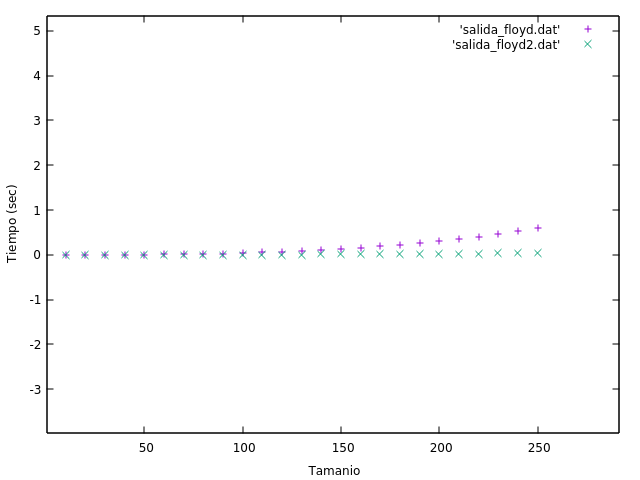 'salida_floyd.dat'
'salida_floyd2.dat'
5
4
3
2
1
0
-1
-2
-3
Tiempo (sec)
50 100 150 200 250
Tamanio